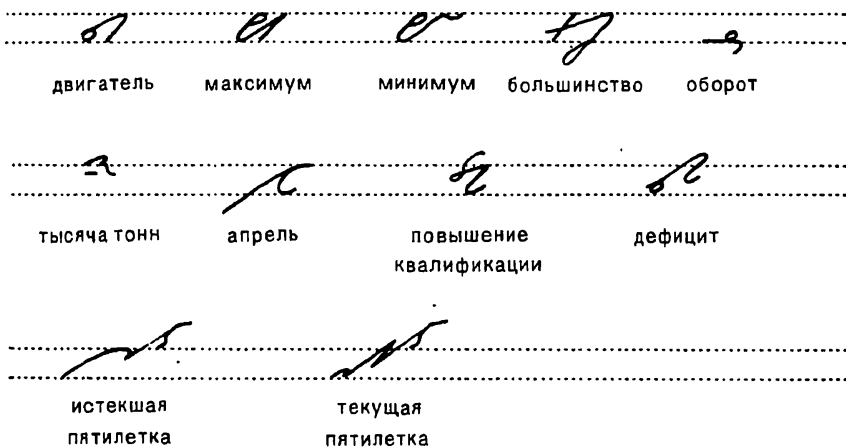 двигатель максимум минимум большинство оборот
тысяча тонн апрель повышение дефицит
квалификации
истекшая текущая
пятилетка пятилетка